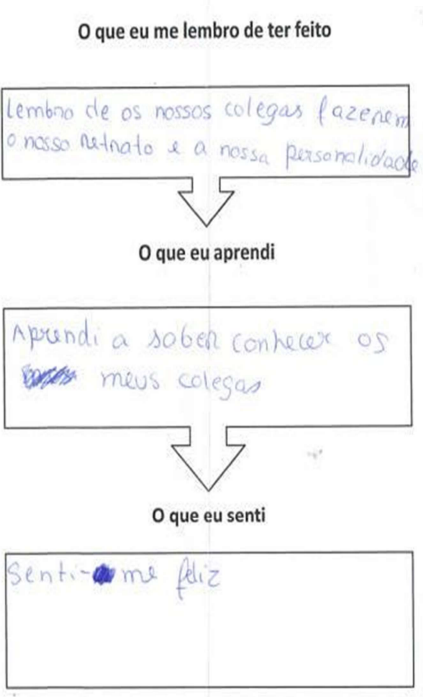 O que eu me lembro de ter feito
Lembro de os nossos colegas fazerem
o nosso retrato e a nossa personalidade
O que eu aprendi
Aprendi a saber conhecer os
meus colegas
O que eu senti
Senti- me feliz